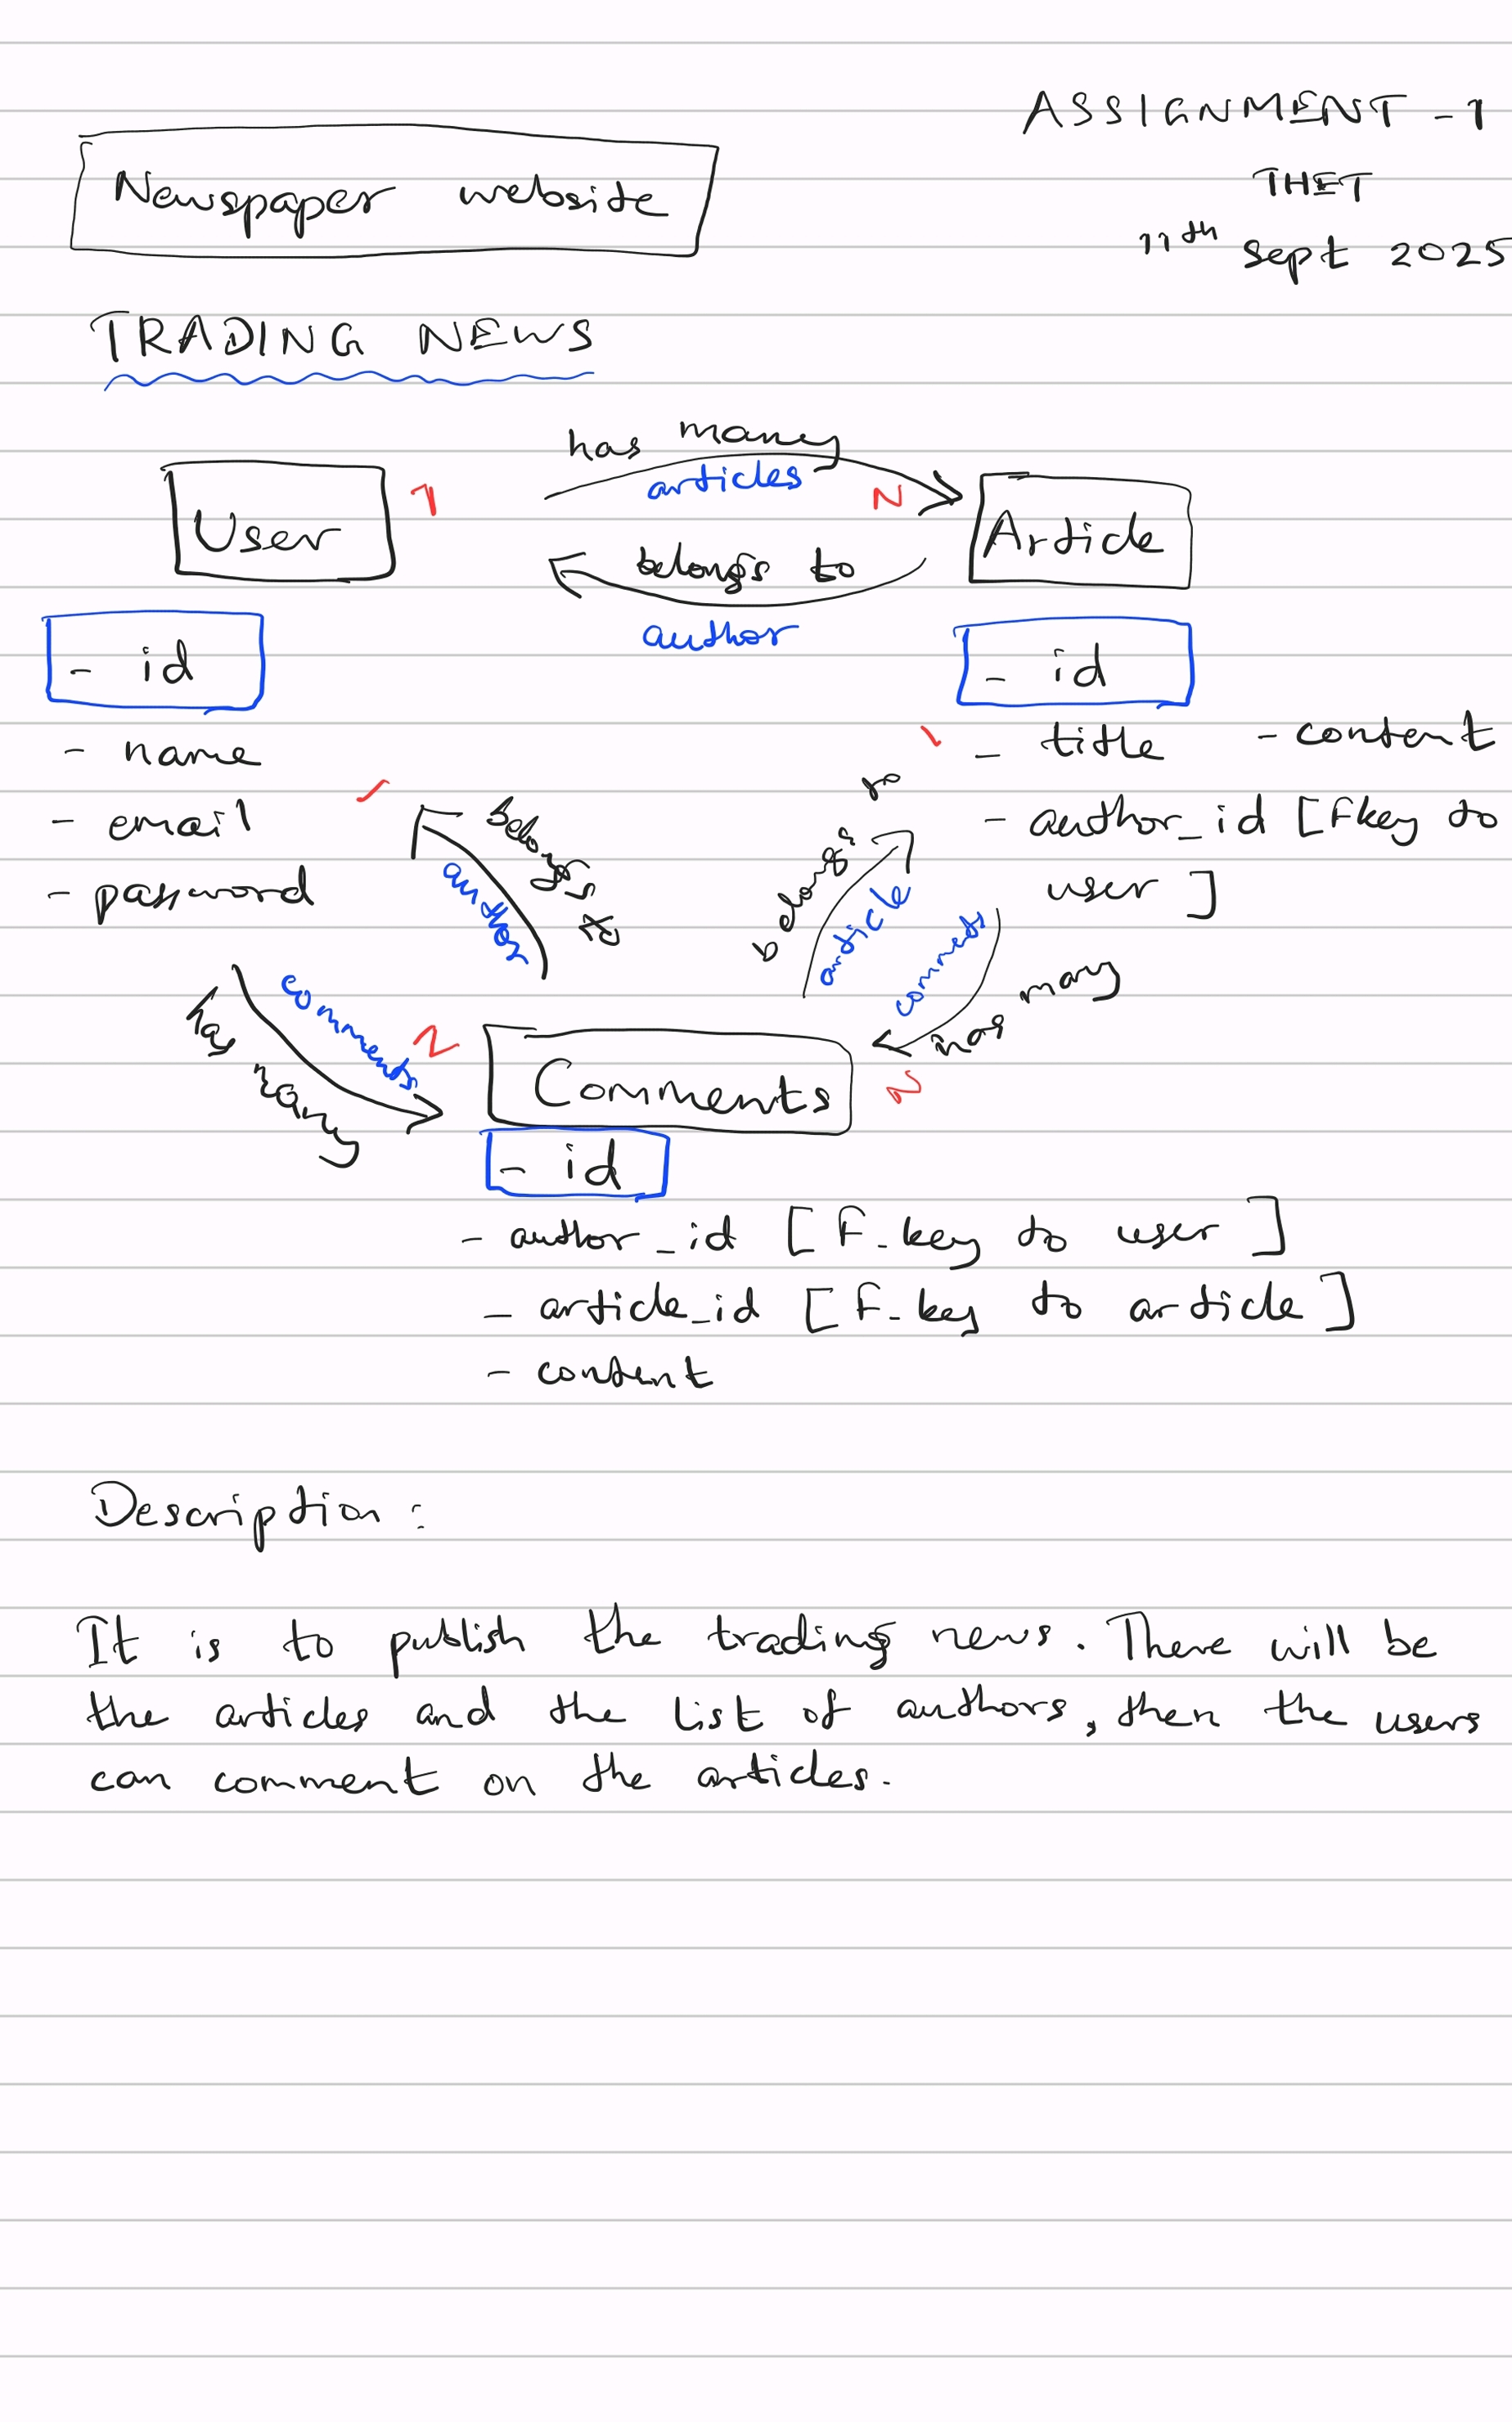 ASSIGNMENT - 1
Newspaper website
THET
11th Sept 2025
TRADING NEWS
has many
articles
User 1
N Article
belongs to
author
- id
- id
- name
1 - title - content
- email
1 belongs to
author
belongs to
article
- author_id [Fkey to
user ]
- password
has many
comments N
comments
has many
N
Comments
- id
- author_id [F_key to user ]
- article_id [F_key to article ]
- content
Description :
It is to publish the trading news. There will be
the articles and the list of authors, then the users
can comment on the articles.